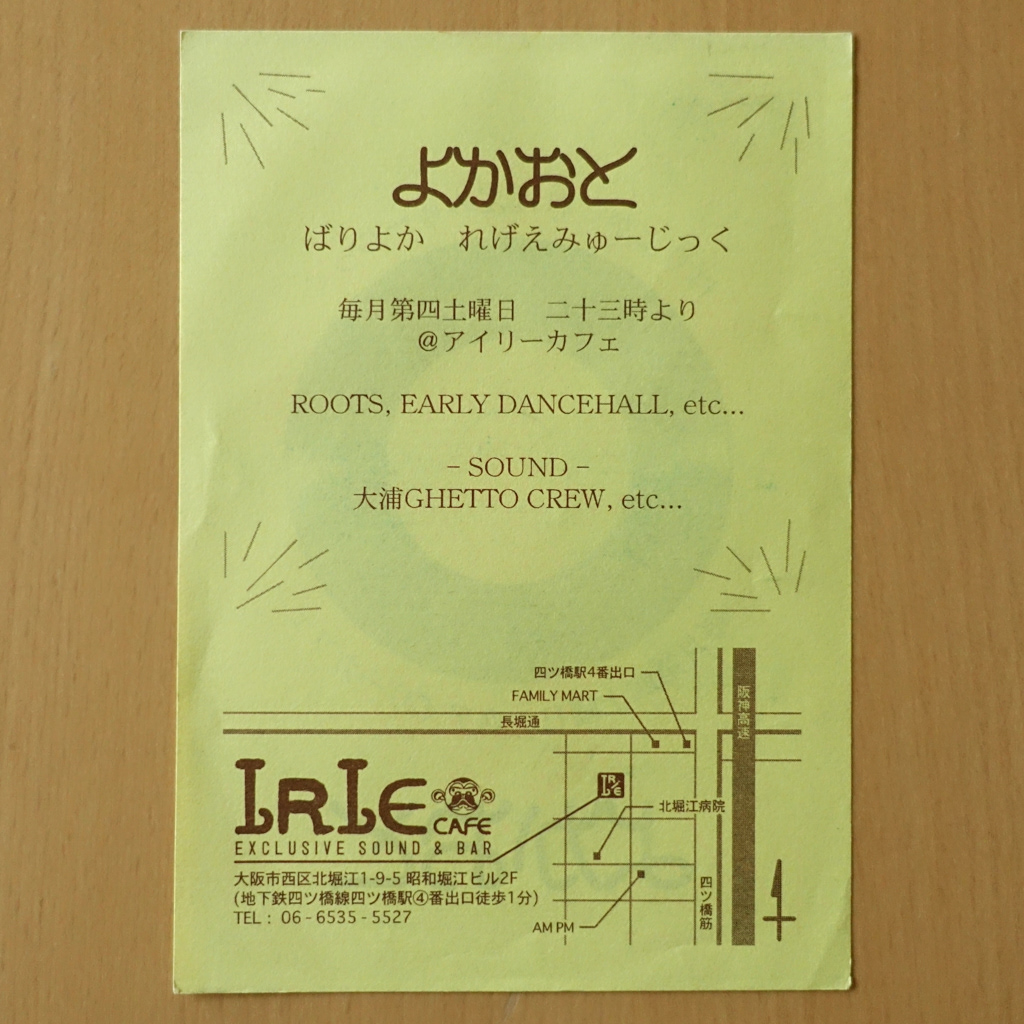 よかおと
ばりよか　れげえみゅーじっく
毎月第四土曜日　二十三時より
@アイリーカフェ
ROOTS, EARLY DANCEHALL, etc...
– SOUND –
大浦GHETTO CREW, etc...
四ツ橋駅4番出口
FAMILY MART
長堀通
阪神高速
IRIE
CAFE
EXCLUSIVE SOUND & BAR
IRIE
北堀江病院
大阪市西区北堀江1-9-5 昭和堀江ビル2F
(地下鉄四ツ橋線四ツ橋駅④番出口徒歩1分)
TEL : 06 - 6535 - 5527
AM PM
四ツ橋筋